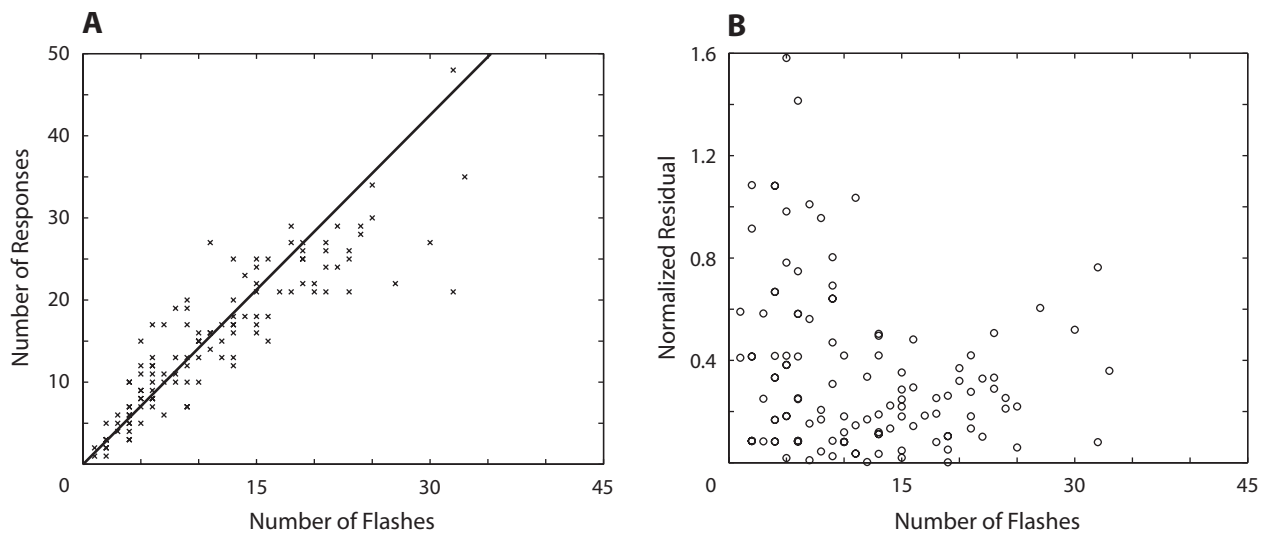 A
50
40
30
20
10
0
15
30
45
Number of Responses
Number of Flashes
B
1.6
1.2
0.8
0.4
0
15
30
45
Normalized Residual
Number of Flashes